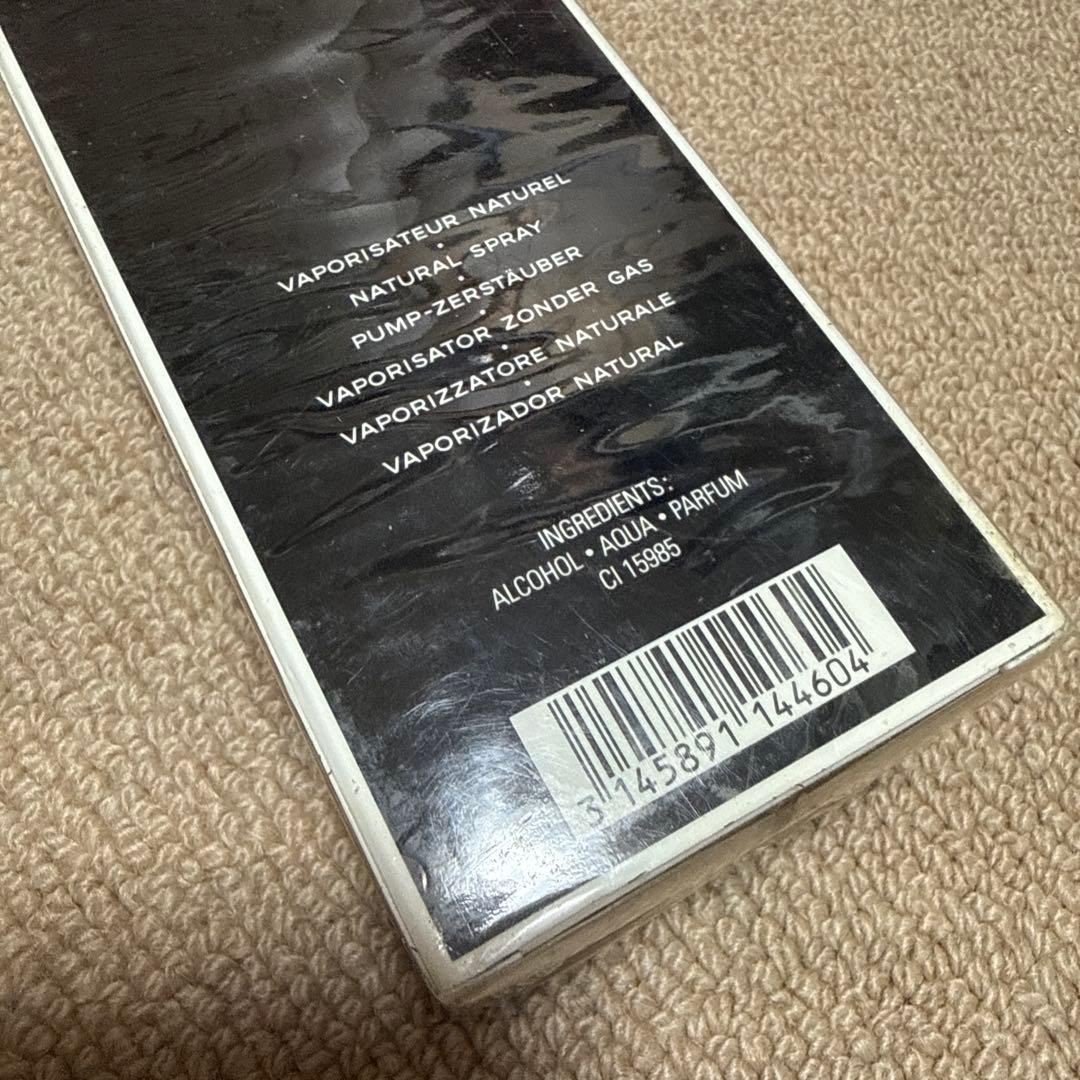 VAPORISATEUR NATUREL
•
NATURAL SPRAY
•
PUMP-ZERSTÄUBER
•
VAPORISATOR ZONDER GAS
•
VAPORIZZATORE NATURALE
•
VAPORIZADOR NATURAL
INGREDIENTS:
ALCOHOL • AQUA • PARFUM
CI 15985
3 145891 144604